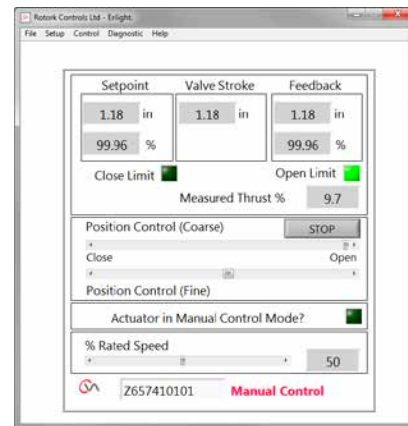 Rotork Controls Ltd - Enlight.
File Setup Control Diagnostic Help
Setpoint Valve Stroke Feedback
1.18 in 1.18 in 1.18 in
99.96 % 99.96 %
Close Limit Open Limit
Measured Thrust % 9.7
Position Control (Coarse) STOP
Close Open
Position Control (Fine)
Actuator in Manual Control Mode?
% Rated Speed
50
Z657410101 Manual Control